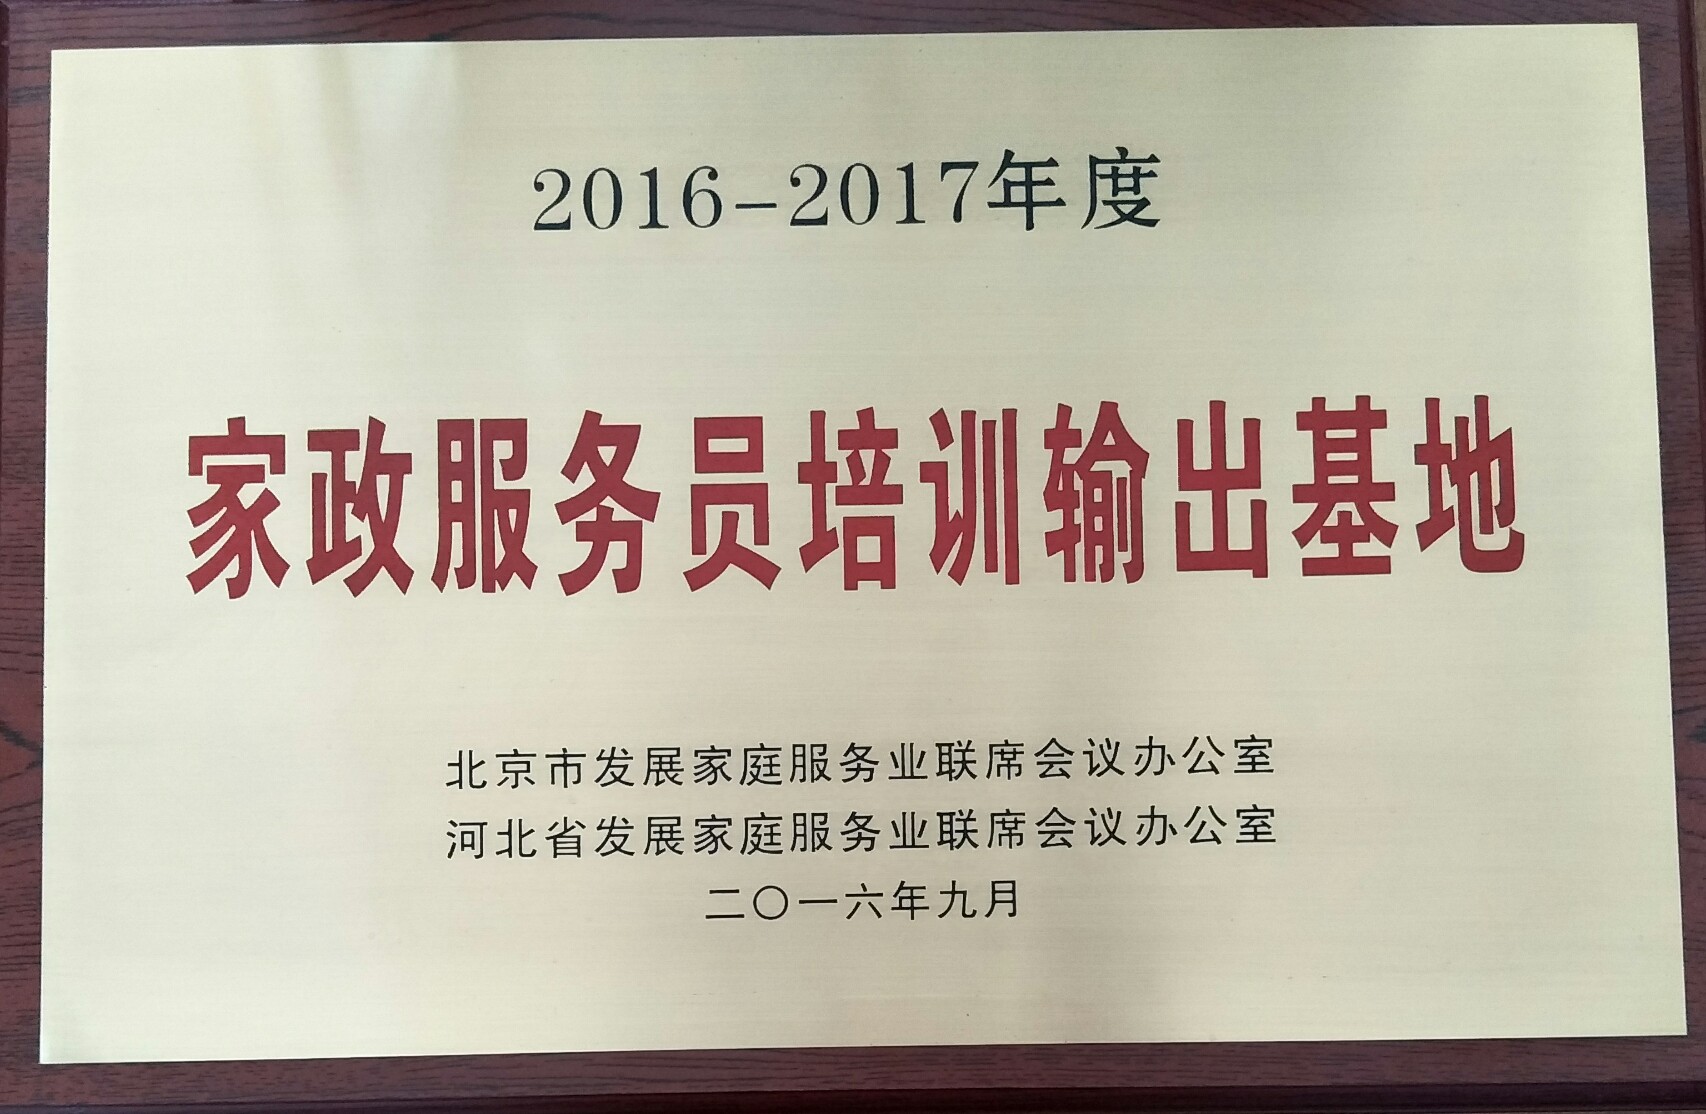 2016-2017年度
家政服务员培训输出基地
北京市发展家庭服务业联席会议办公室
河北省发展家庭服务业联席会议办公室
二〇一六年九月